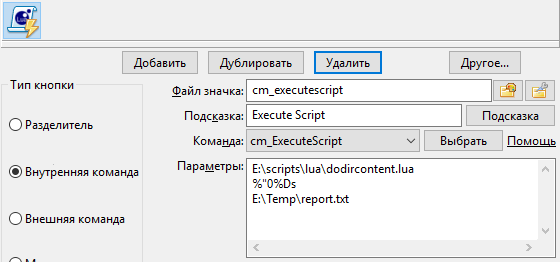 Добавить Дублировать Удалить Другое...
Тип кнопки
Файл значка: cm_executescript
Подсказка: Execute Script Подсказка
Разделитель
Команда: cm_ExecuteScript Выбрать Помощь
Параметры: E:\scripts\lua\dodircontent.lua
Внутренняя команда
%"0%Ds
E:\Temp\report.txt
Внешняя команда